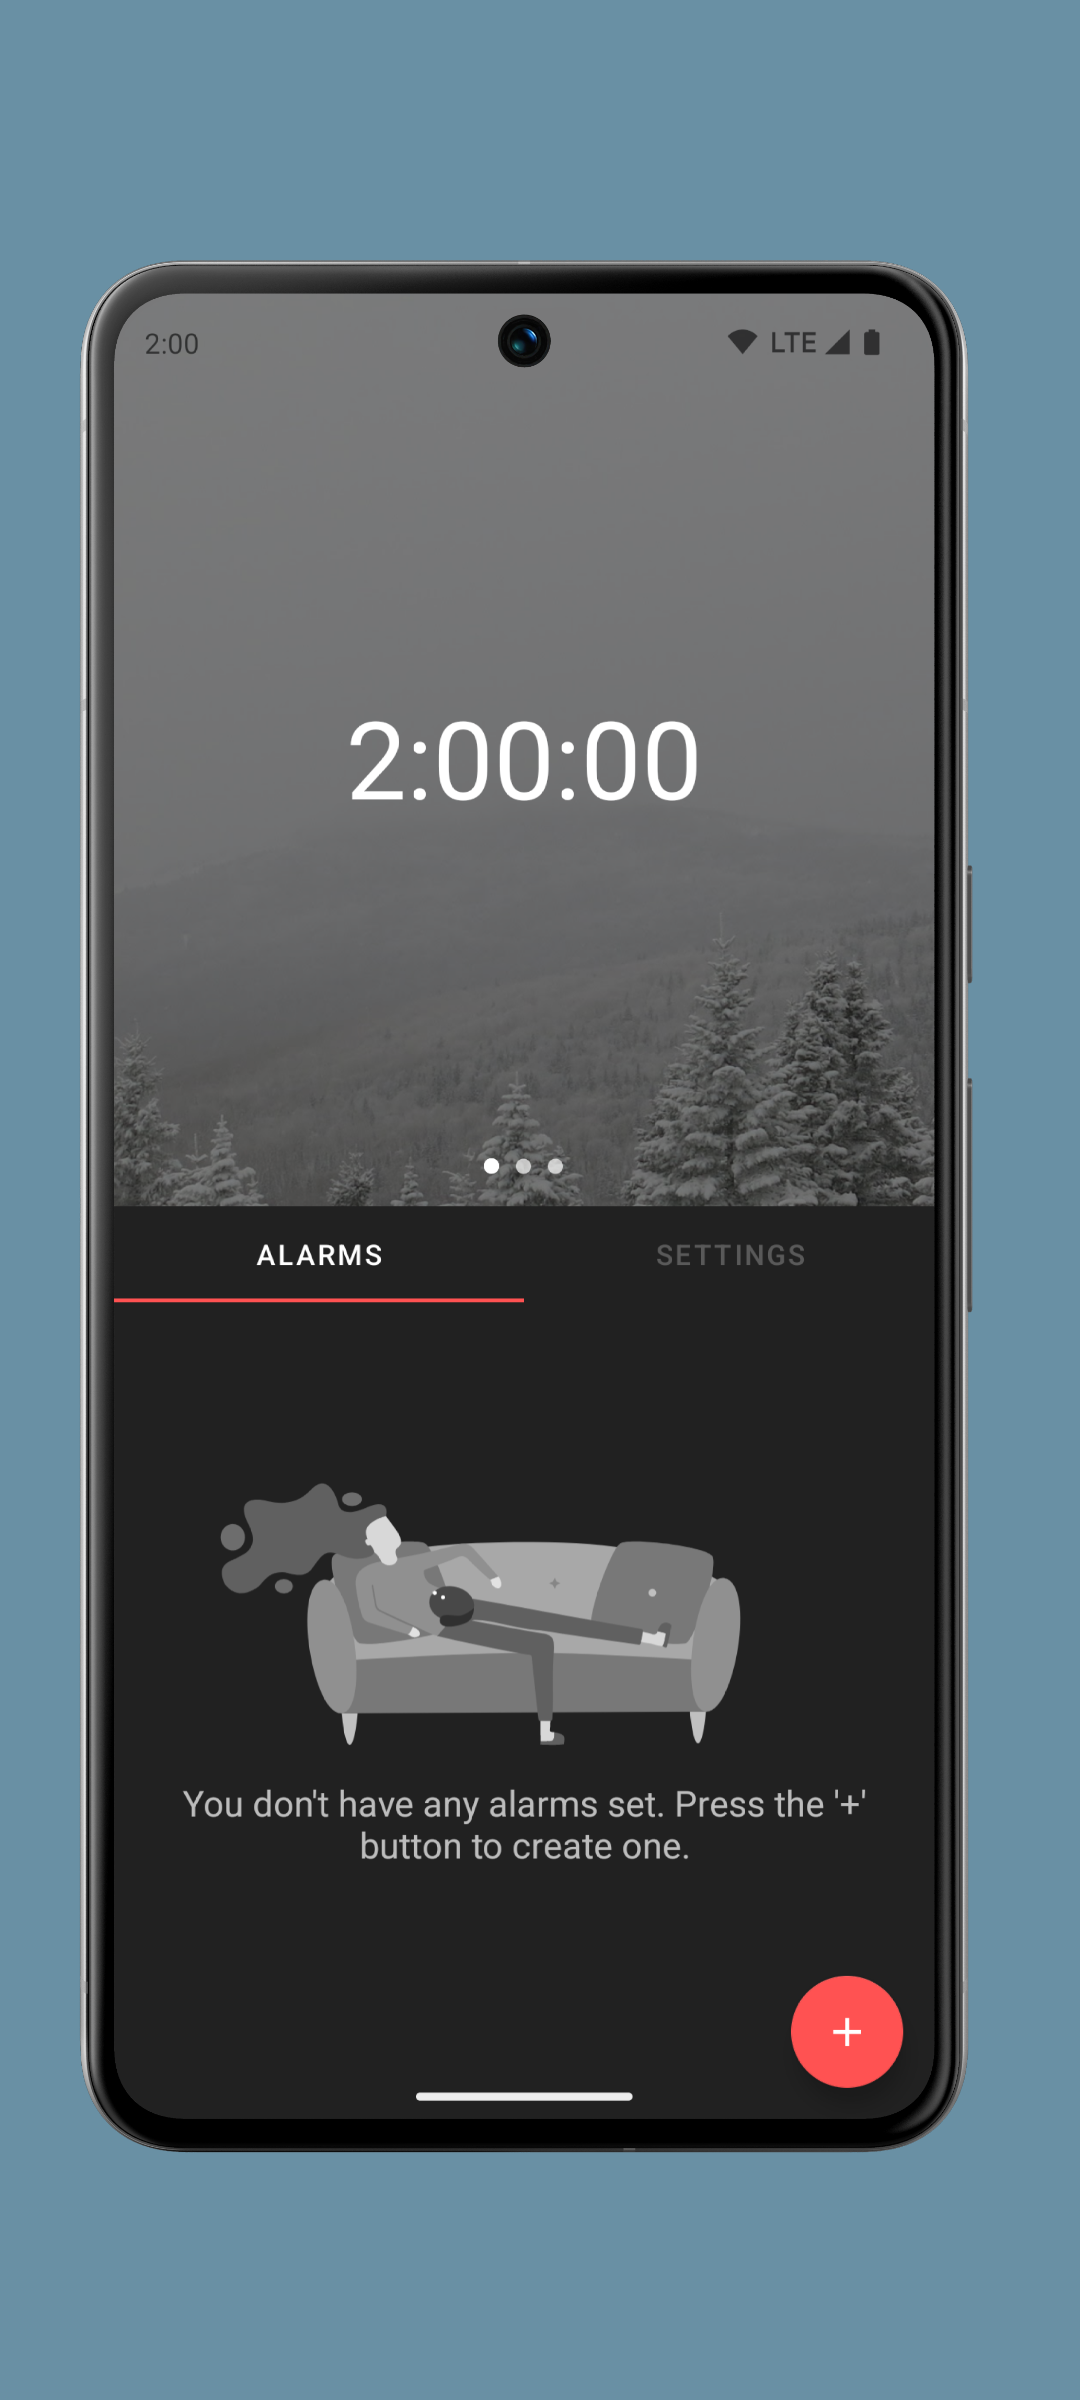 2:00
LTE
2:00:00
ALARMS
SETTINGS
You don't have any alarms set. Press the '+'
button to create one.
+